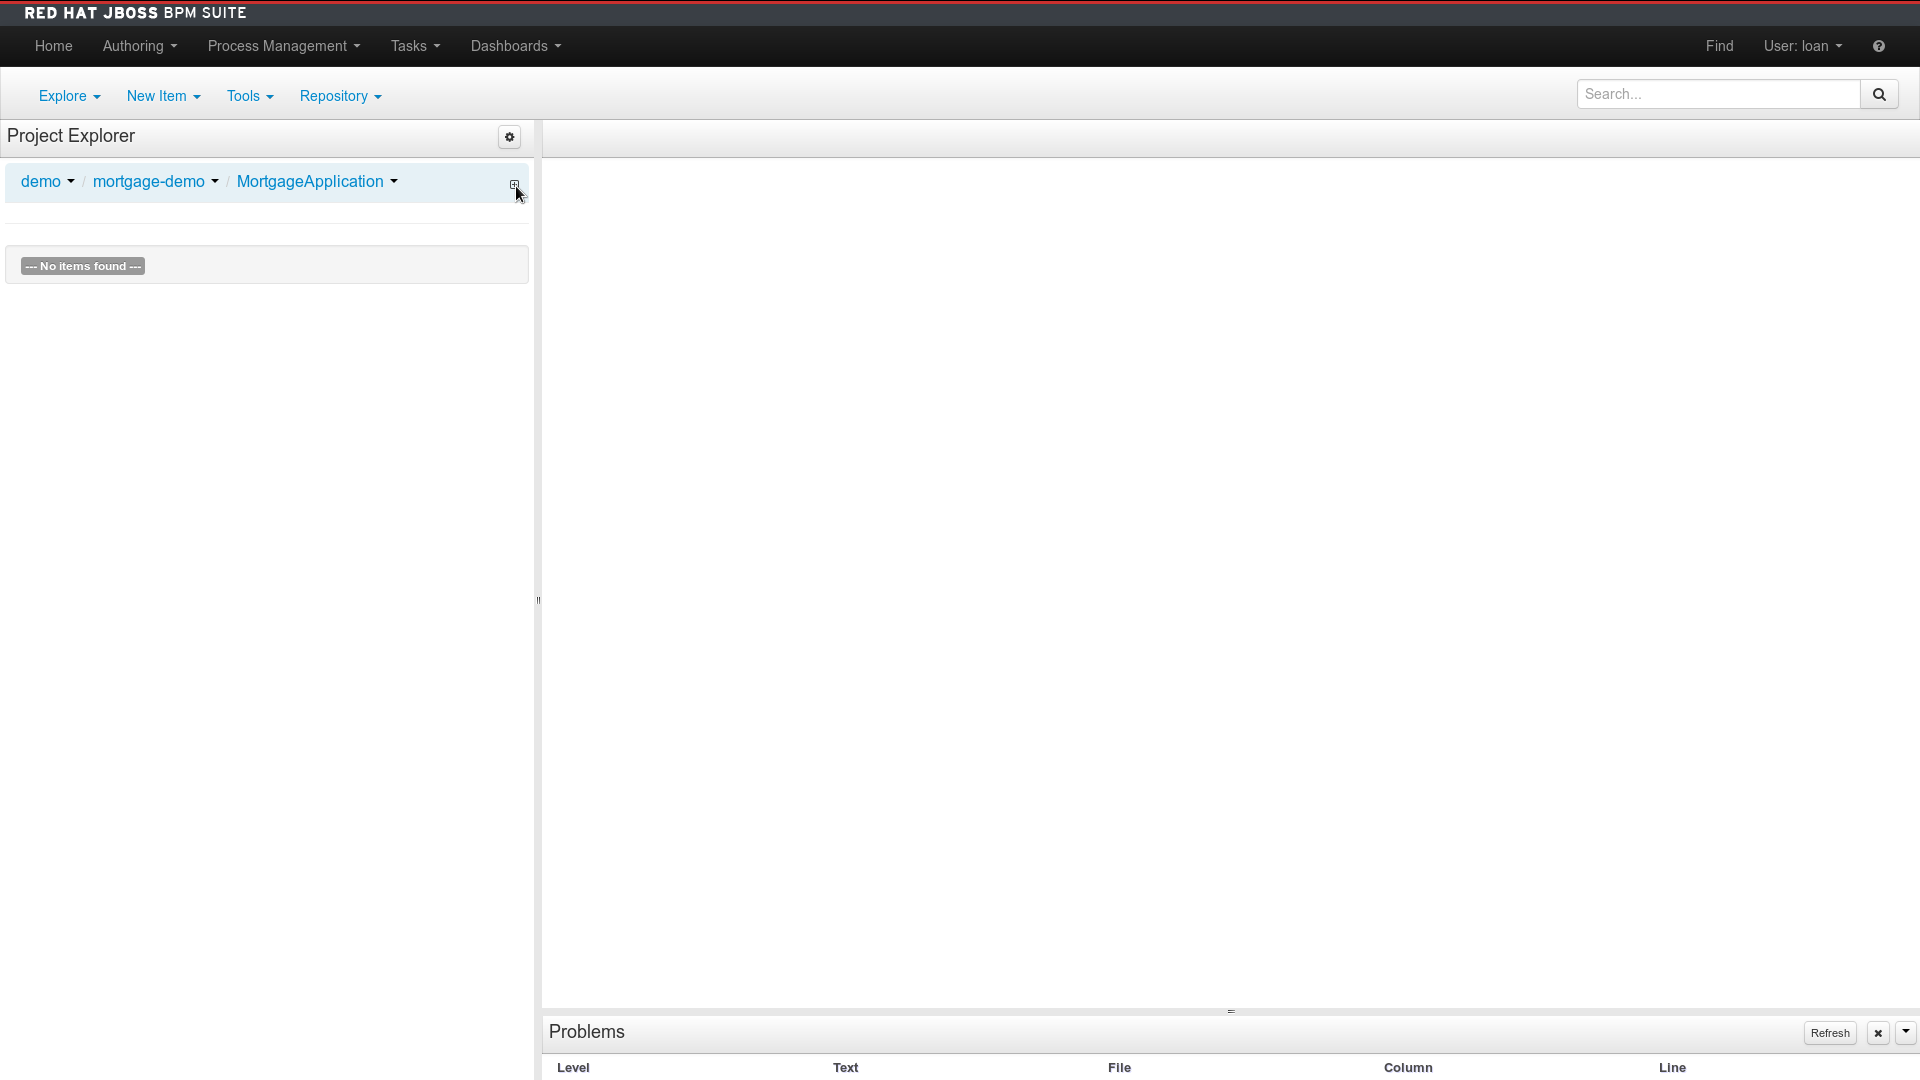 RED HAT JBOSS BPM SUITE
Home Authoring Process Management Tasks Dashboards Find User: loan
Explore New Item Tools Repository Search...
Project Explorer
demo / mortgage-demo / MortgageApplication
--- No items found ---
Problems Refresh
Level Text File Column Line